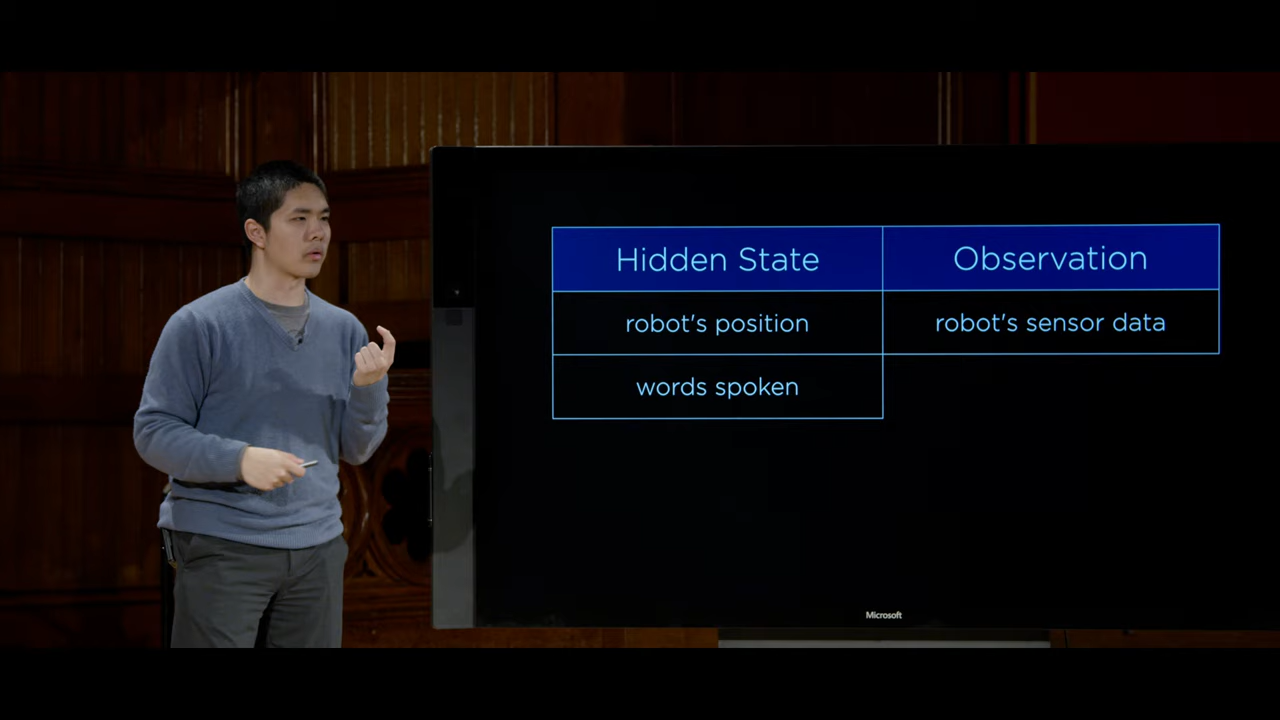 Hidden State
Observation
robot's position
robot's sensor data
words spoken
Microsoft